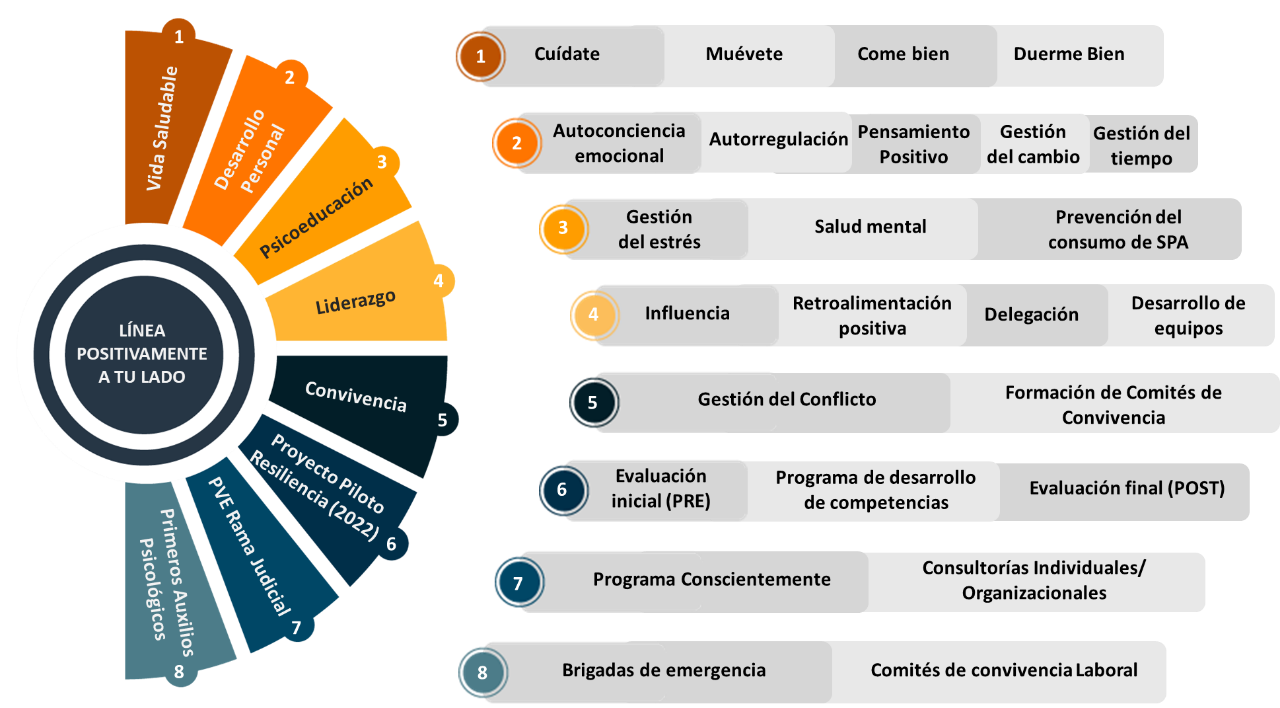 LÍNEA
POSITIVAMENTE
A TU LADO
1
Vida Saludable
2
Desarrollo
Personal
3
Psicoeducación
4
Liderazgo
5
Convivencia
6
Proyecto Piloto
Resiliencia (2022)
7
PVE Rama Judicial
8
Primeros Auxilios
Psicológicos
1
Cuídate
Muévete
Come bien
Duerme Bien
2
Autoconciencia
emocional
Autorregulación
Pensamiento
Positivo
Gestión
del cambio
Gestión del
tiempo
3
Gestión
del estrés
Salud mental
Prevención del
consumo de SPA
4
Influencia
Retroalimentación
positiva
Delegación
Desarrollo de
equipos
5
Gestión del Conflicto
Formación de Comités de
Convivencia
6
Evaluación
inicial (PRE)
Programa de desarrollo
de competencias
Evaluación final (POST)
7
Programa Conscientemente
Consultorías Individuales/
Organizacionales
8
Brigadas de emergencia
Comités de convivencia Laboral